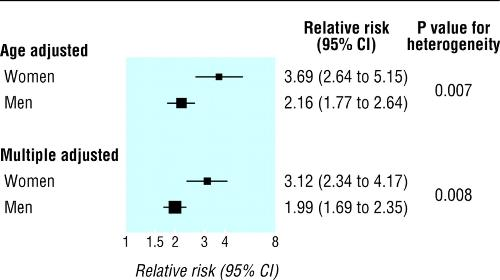 Relative risk P value for
(95% CI) heterogeneity
Age adjusted
Women 3.69 (2.64 to 5.15)
0.007
Men 2.16 (1.77 to 2.64)
Multiple adjusted
Women 3.12 (2.34 to 4.17)
0.008
Men 1.99 (1.69 to 2.35)
1 1.5 2 3 4 8
Relative risk (95% CI)